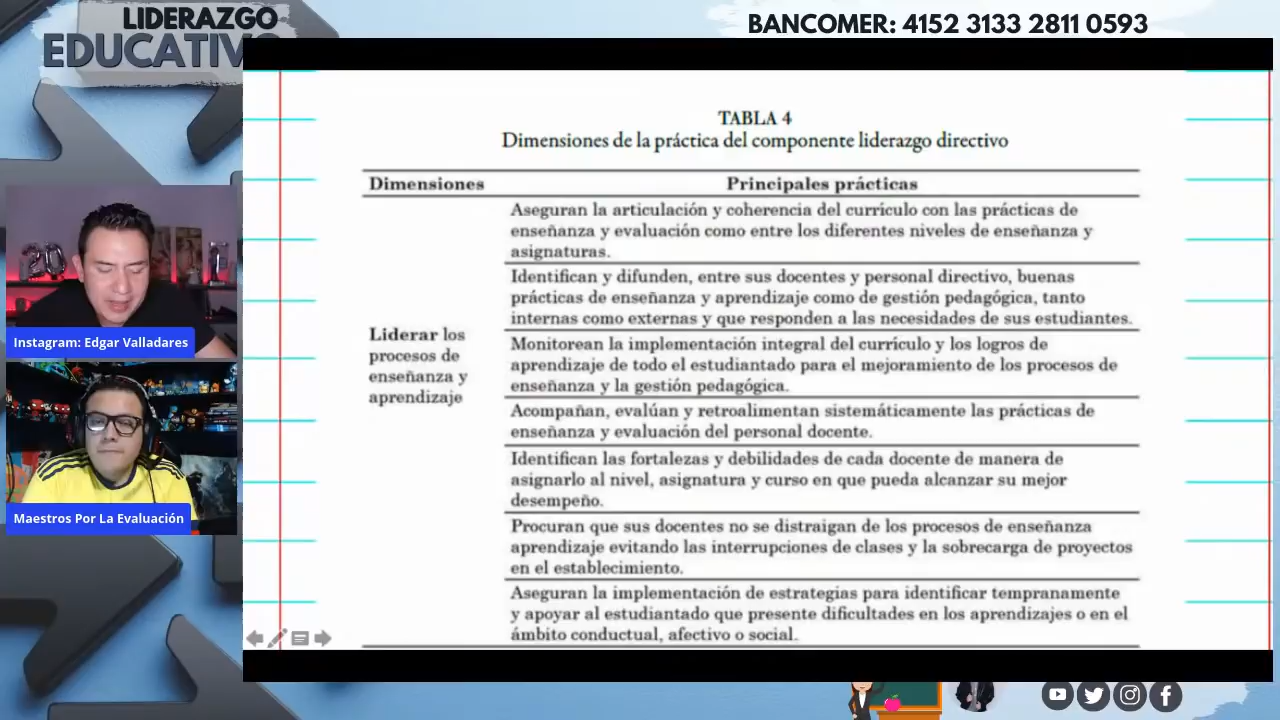 LIDERAZGO
EDUCATIV
BANCOMER: 4152 3133 2811 0593
TABLA 4
Dimensiones de la práctica del componente liderazgo directivo
Dimensiones
Principales prácticas
Liderar los
procesos de
enseñanza y
aprendizaje
Aseguran la articulación y coherencia del currículo con las prácticas de
enseñanza y evaluación como entre los diferentes niveles de enseñanza y
asignaturas.
Identifican y difunden, entre sus docentes y personal directivo, buenas
prácticas de enseñanza y aprendizaje como de gestión pedagógica, tanto
internas como externas y que responden a las necesidades de sus estudiantes.
Monitorean la implementación integral del currículo y los logros de
aprendizaje de todo el estudiantado para el mejoramiento de los procesos de
enseñanza y la gestión pedagógica.
Acompañan, evalúan y retroalimentan sistemáticamente las prácticas de
enseñanza y evaluación del personal docente.
Identifican las fortalezas y debilidades de cada docente de manera de
asignarlo al nivel, asignatura y curso en que pueda alcanzar su mejor
desempeño.
Procuran que sus docentes no se distraigan de los procesos de enseñanza
aprendizaje evitando las interrupciones de clases y la sobrecarga de proyectos
en el establecimiento.
Aseguran la implementación de estrategias para identificar tempranamente
y apoyar al estudiantado que presente dificultades en los aprendizajes o en el
ámbito conductual, afectivo o social.
20
Instagram: Edgar Valladares
Maestros Por La Evaluación